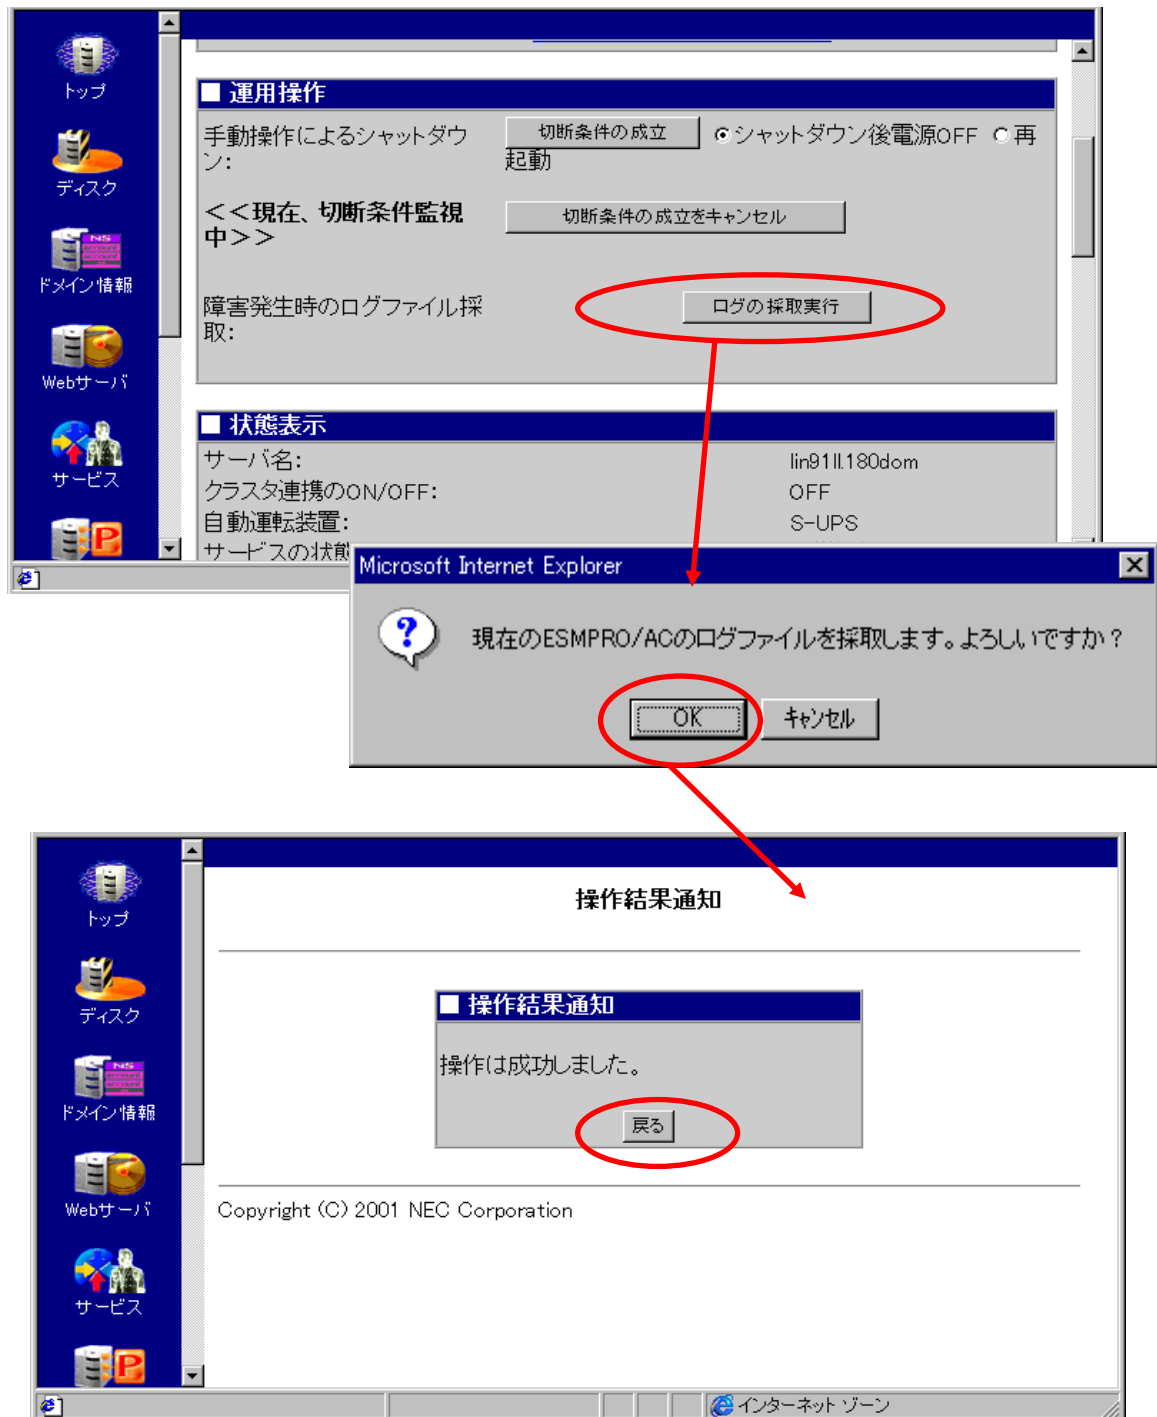 トップ
ディスク
ドメイン情報
Webサーバ
サービス
■ 運用操作
手動操作によるシャットダウ
ン:
切断条件の成立
シャットダウン後電源OFF
再
起動
<<現在、切断条件監視
中>>
切断条件の成立をキャンセル
障害発生時のログファイル採
取:
ログの採取実行
■ 状態表示
サーバ名:
lin91ll.180dom
クラスタ連携のON/OFF:
OFF
自動運転装置:
S-UPS
サービスの状態
Microsoft Internet Explorer
現在のESMPRO/ACのログファイルを採取します。よろしいですか?
OK
キャンセル
トップ
ディスク
ドメイン情報
Webサーバ
サービス
操作結果通知
■ 操作結果通知
操作は成功しました。
戻る
Copyright (C) 2001 NEC Corporation
インターネット ゾーン